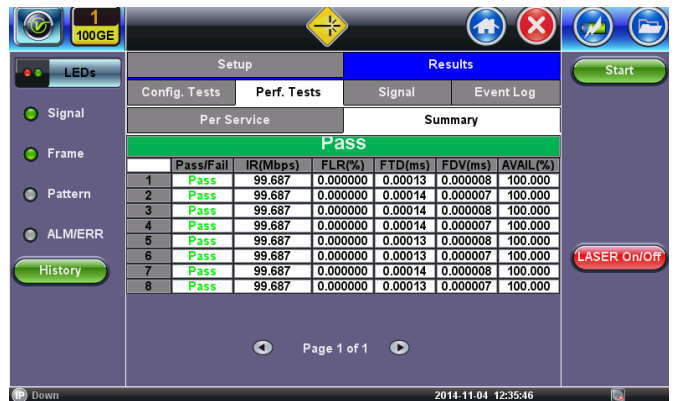 1
100GE
LEDs
Setup
Results
Start
Config. Tests
Perf. Tests
Signal
Event Log
Signal
Per Service
Summary
Frame
Pass
Pass/Fail IR(Mbps) FLR(%) FTD(ms) FDV(ms) AVAIL(%)
1 Pass 99.687 0.000000 0.00013 0.000008 100.000
2 Pass 99.687 0.000000 0.00014 0.000007 100.000
3 Pass 99.687 0.000000 0.00014 0.000008 100.000
4 Pass 99.687 0.000000 0.00014 0.000007 100.000
5 Pass 99.687 0.000000 0.00013 0.000008 100.000
6 Pass 99.687 0.000000 0.00013 0.000007 100.000
7 Pass 99.687 0.000000 0.00014 0.000008 100.000
8 Pass 99.687 0.000000 0.00013 0.000007 100.000
Pattern
ALM/ERR
LASER On/Off
History
Page 1 of 1
IP Down
2014-11-04 12:35:46